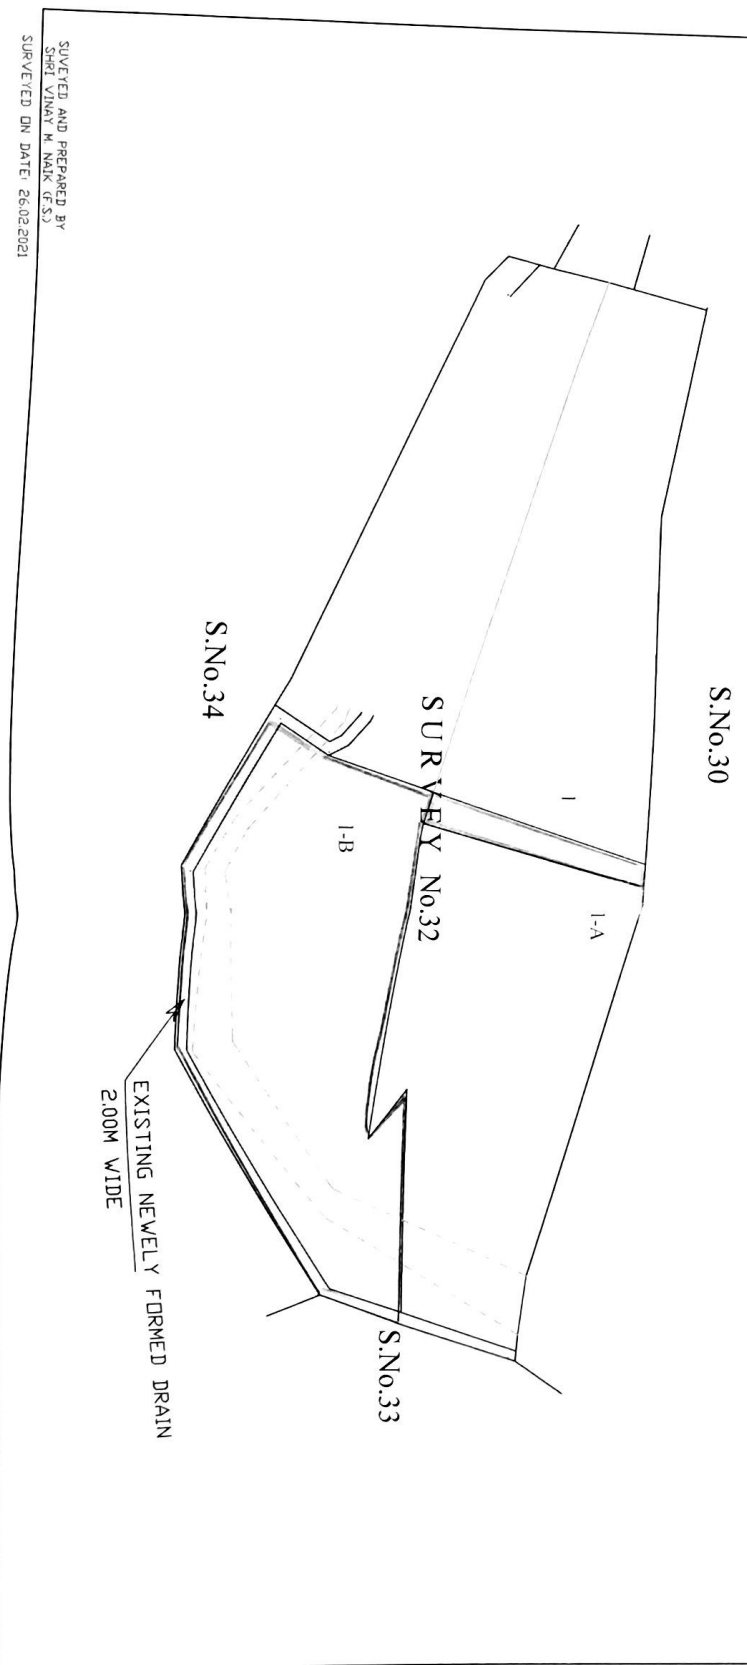 S.No.30
1
1-A
SURVEY No.32
1-B
S.No.33
S.No.34
EXISTING NEWELY FORMED DRAIN
2.00M WIDE
SUVEYED AND PREPARED BY
SHRI VINAY M. NAIK (F.S.)
SURVEYED ON DATE: 26.02.2021